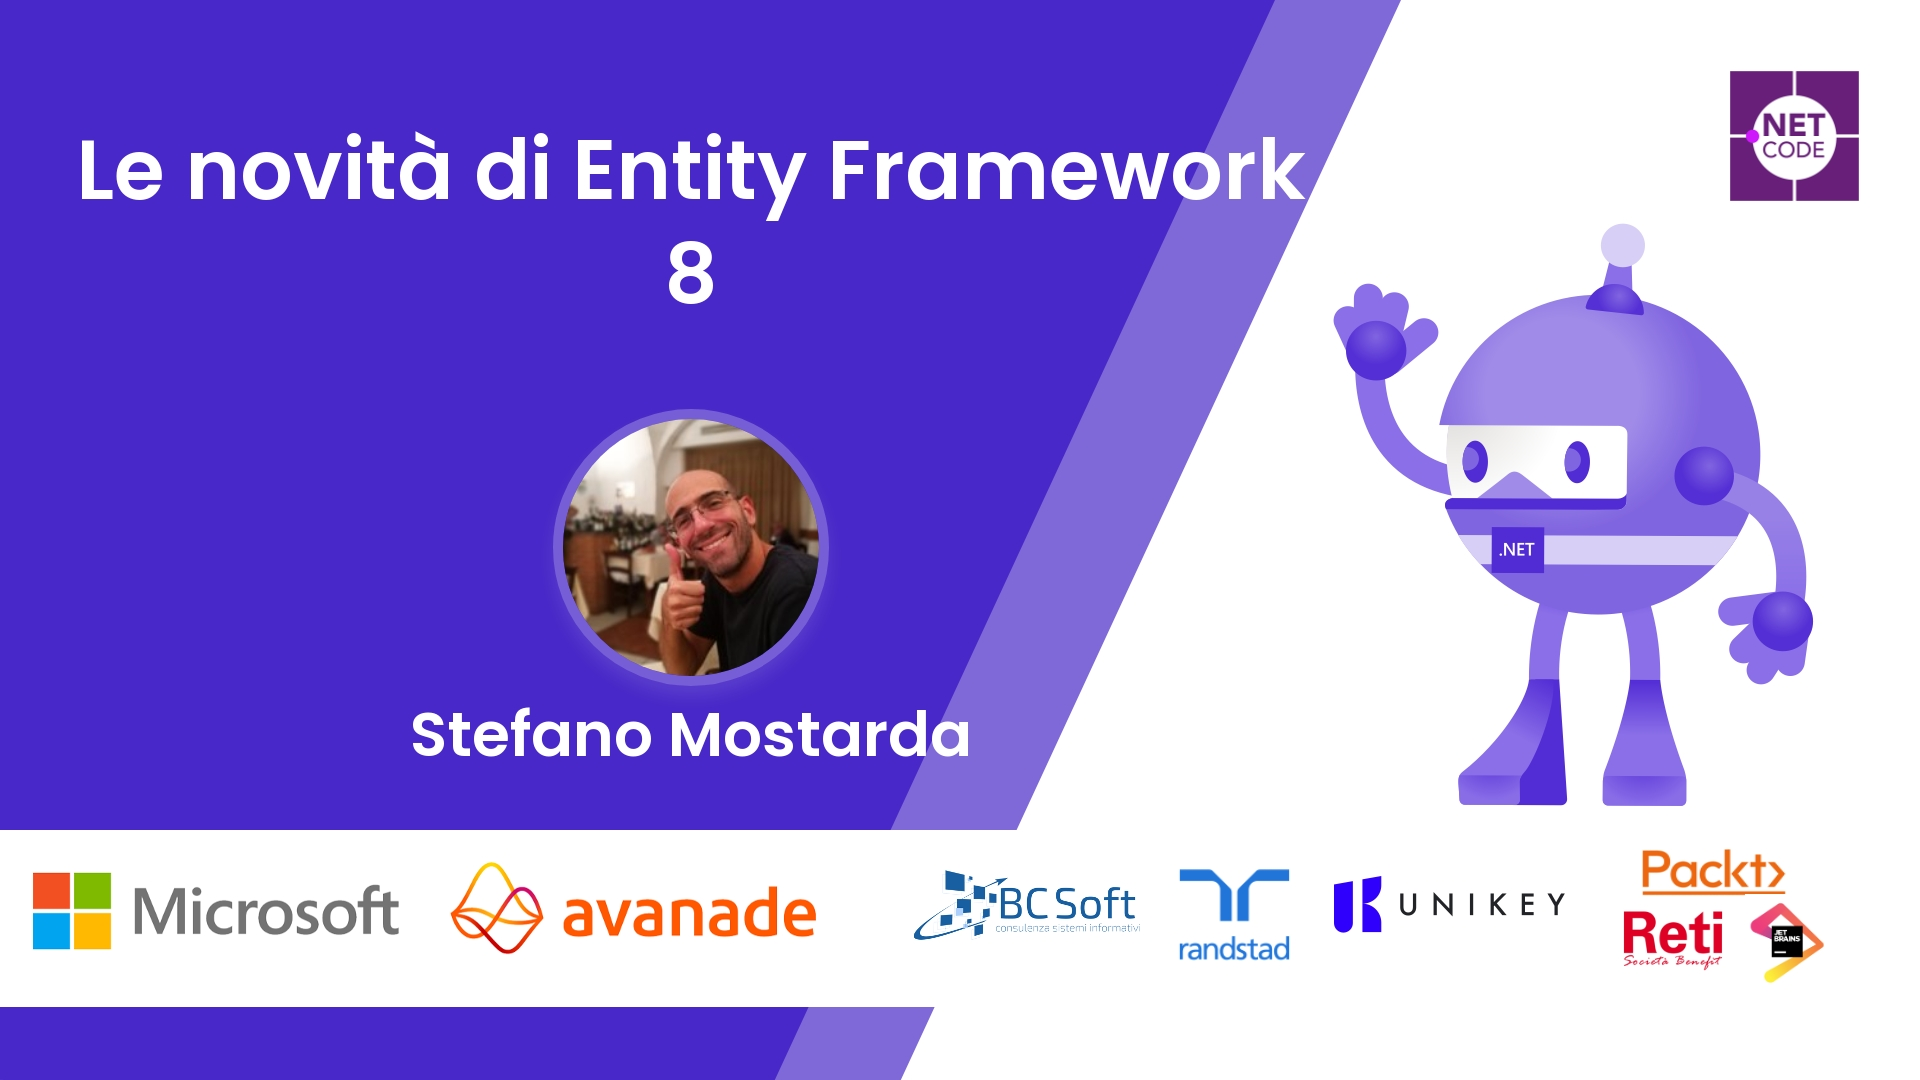 Le novità di Entity Framework
8
NET
CODE
.NET
Stefano Mostarda
Microsoft
avanade
BC Soft
consulenza sistemi informativi
randstad
UNIKEY
Packt>
Reti
Società Benefit
JET
BRAINS